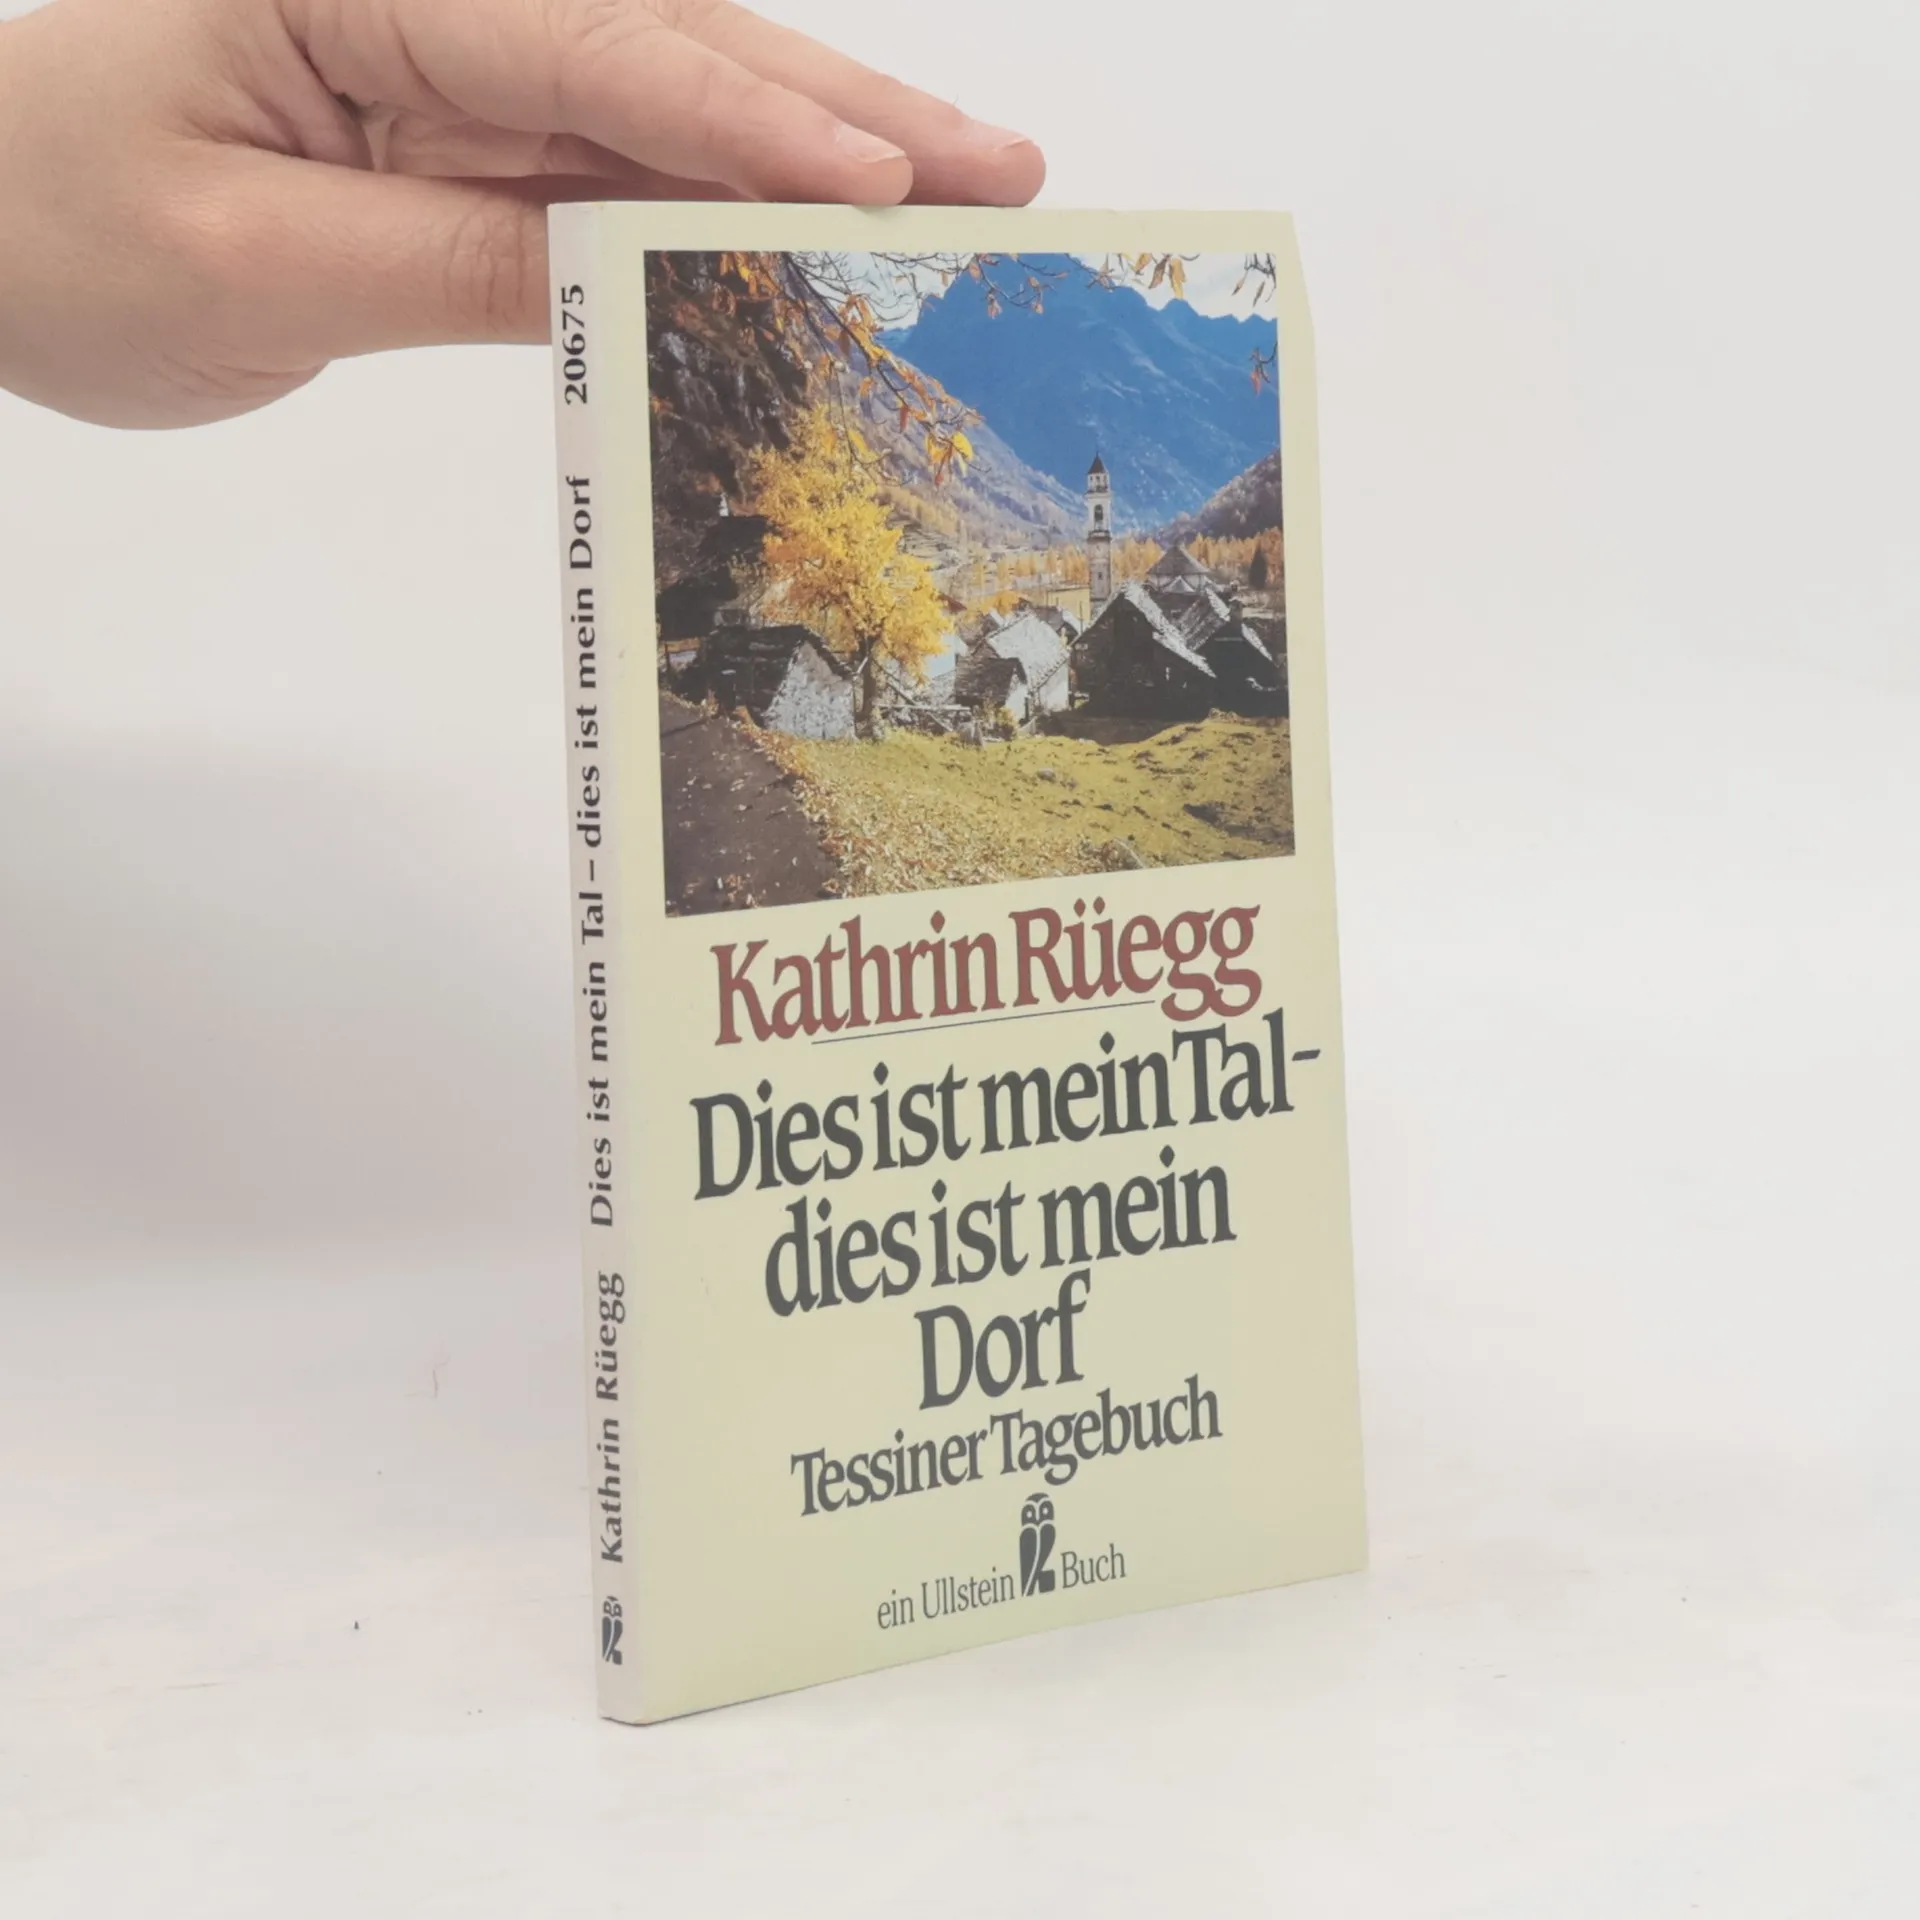 20675
Kathrin Rüegg Dies ist mein Tal – dies ist mein Dorf
Kathrin Rüegg
Dies ist mein Tal-
dies ist mein
Dorf
Tessiner Tagebuch
ein Ullstein Buch